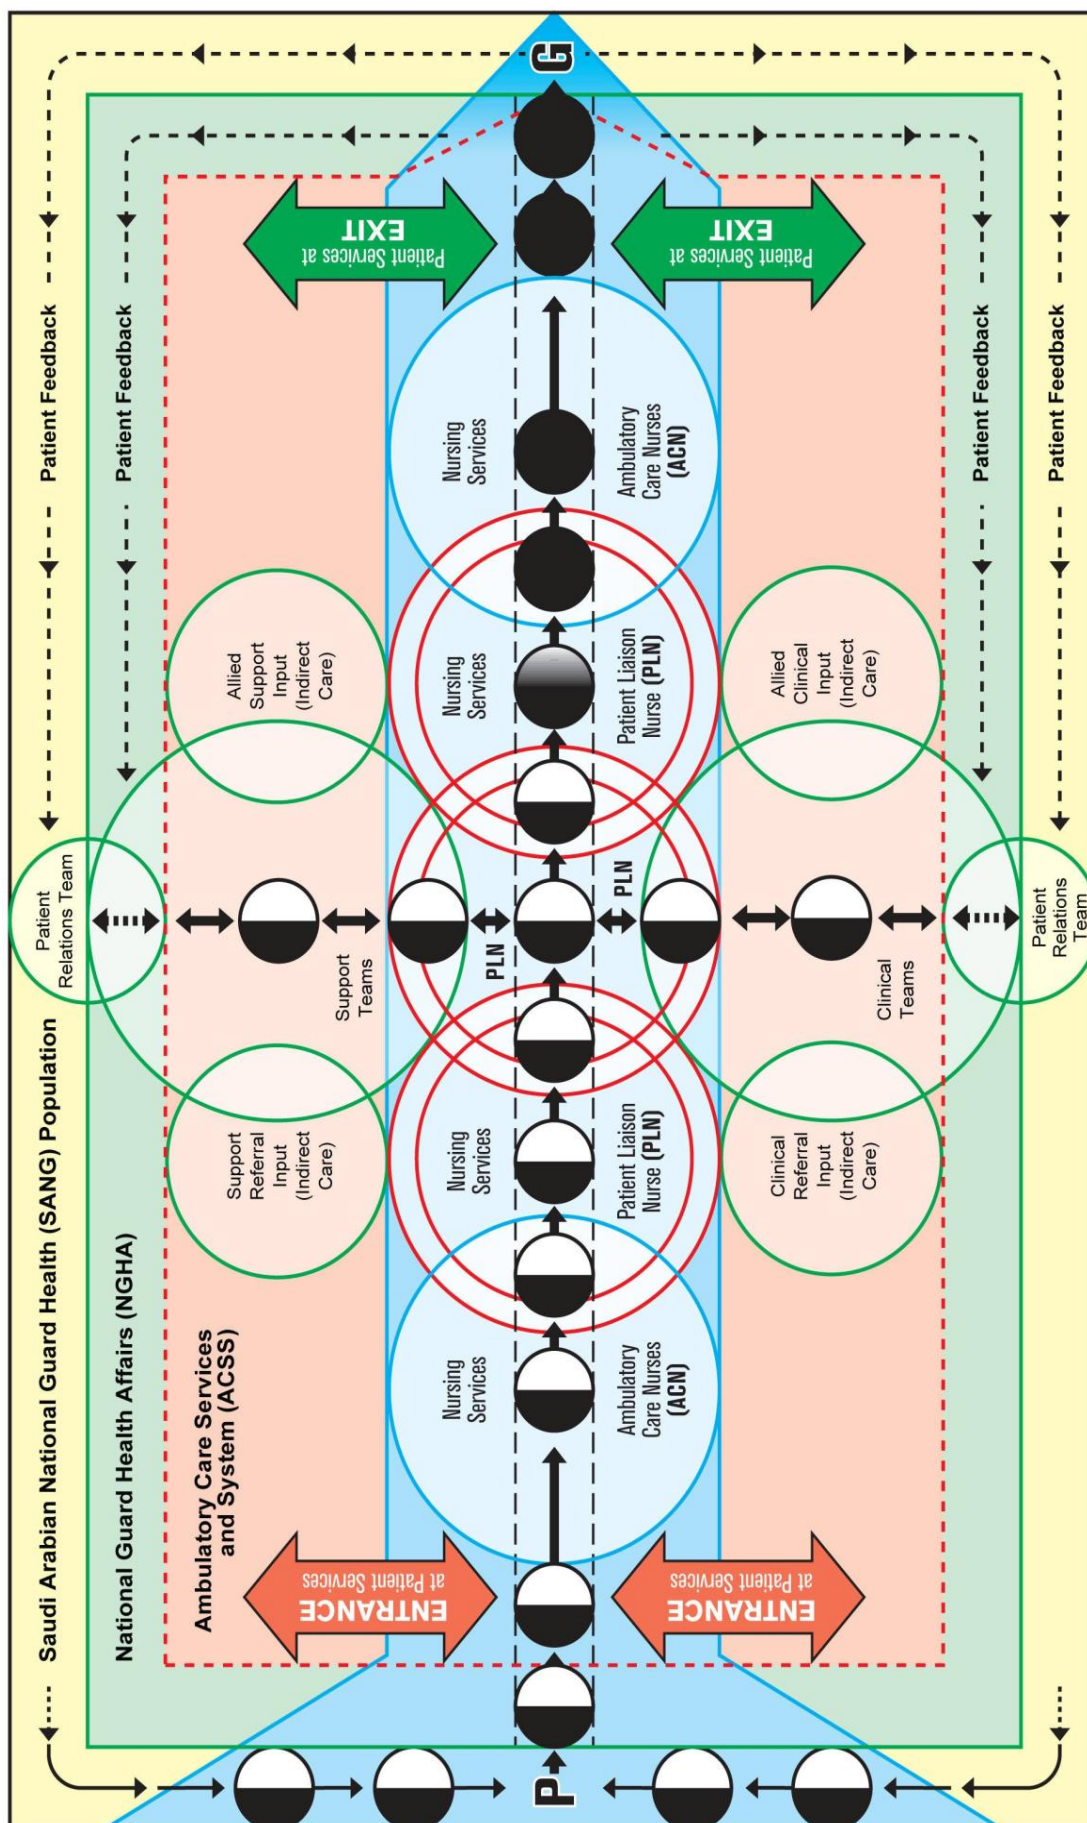 Saudi Arabian National Guard Health (SANG) Population
Patient Feedback
National Guard Health Affairs (NGHA)
Patient Feedback
Ambulatory Care Services
and System (ACSS)
Patient
Relations Team
Support
Referral
Input
(Indirect
Care)
Support
Teams
Allied
Support
Input
(Indirect
Care)
ENTRANCE
at Patient Services
Patient Services at
EXIT
Nursing
Services
Nursing
Services
PLN
Nursing
Services
Nursing
Services
P
G
Ambulatory
Care Nurses
(ACN)
Patient Liaison
Nurse (PLN)
PLN
Patient Liaison
Nurse (PLN)
Ambulatory
Care Nurses
(ACN)
ENTRANCE
at Patient Services
Patient Services at
EXIT
Clinical
Referral
Input
(Indirect
Care)
Clinical
Teams
Allied
Clinical
Input
(Indirect
Care)
Patient
Relations
Team
Patient Feedback
Patient Feedback